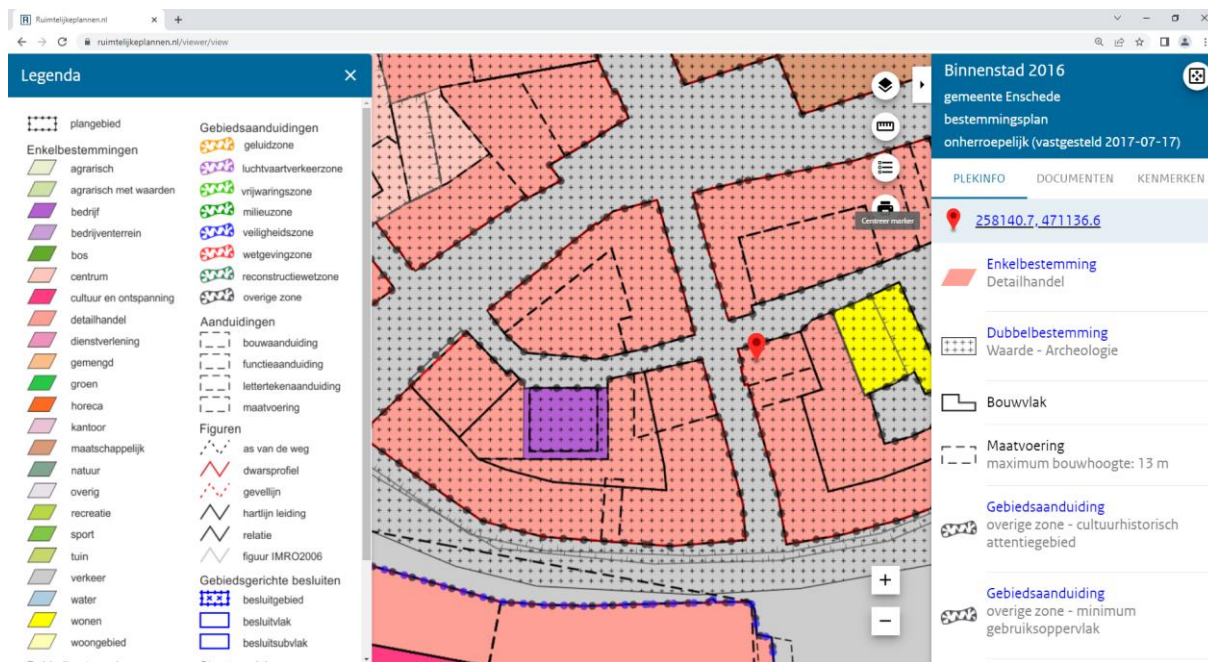 Ruimtelijkeplannen.nl
ruimtelijkeplannen.nl/viewer/view
Legenda
plangebied
Enkelbestemmingen
agrarisch
agrarisch met waarden
bedrijf
bedrijventerrein
bos
centrum
cultuur en ontspanning
detailhandel
dienstverlening
gemengd
groen
horeca
kantoor
maatschappelijk
natuur
overig
recreatie
sport
tuin
verkeer
water
wonen
woongebied
Gebiedsaanduidingen
geluidzone
luchtvaartverkeerzone
vrijwaringszone
milieuzone
veiligheidszone
wetgevingzone
reconstructiewetzone
overige zone
Aanduidingen
bouwaanduiding
functieaanduiding
lettertekenaanduiding
maatvoering
Figuren
as van de weg
dwarsprofiel
gevellijn
hartlijn leiding
relatie
figuur IMRO2006
Gebiedsgerichte besluiten
besluitgebied
besluitvlak
besluitsubvlak
Centreer marker
Binnenstad 2016
gemeente Enschede
bestemmingsplan
onherroepelijk (vastgesteld 2017-07-17)
PLEKINFO DOCUMENTEN KENMERKEN
258140.7, 471136.6
Enkelbestemming
Detailhandel
Dubbelbestemming
Waarde - Archeologie
Bouwvlak
Maatvoering
maximum bouwhoogte: 13 m
Gebiedsaanduiding
overige zone - cultuurhistorisch
attentiegebied
Gebiedsaanduiding
overige zone - minimum
gebruiksoppervlak